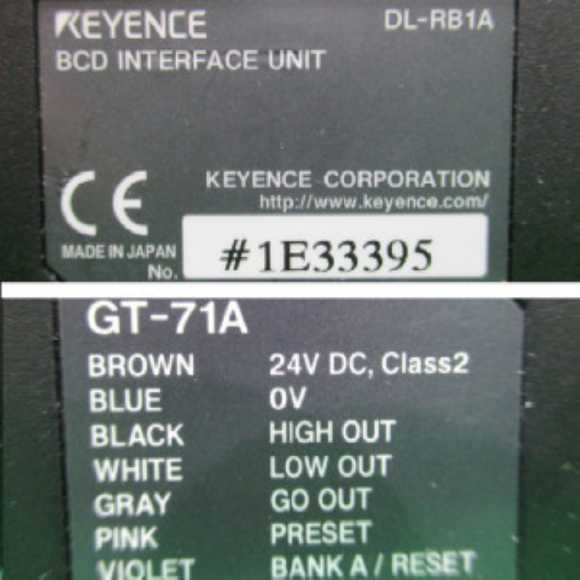 KEYENCE DL-RB1A
BCD INTERFACE UNIT
CE
KEYENCE CORPORATION
http://www.keyence.com/
MADE IN JAPAN
No. #1E33395
GT-71A
BROWN 24V DC, Class2
BLUE 0V
BLACK HIGH OUT
WHITE LOW OUT
GRAY GO OUT
PINK PRESET
VIOLET BANK A / RESET